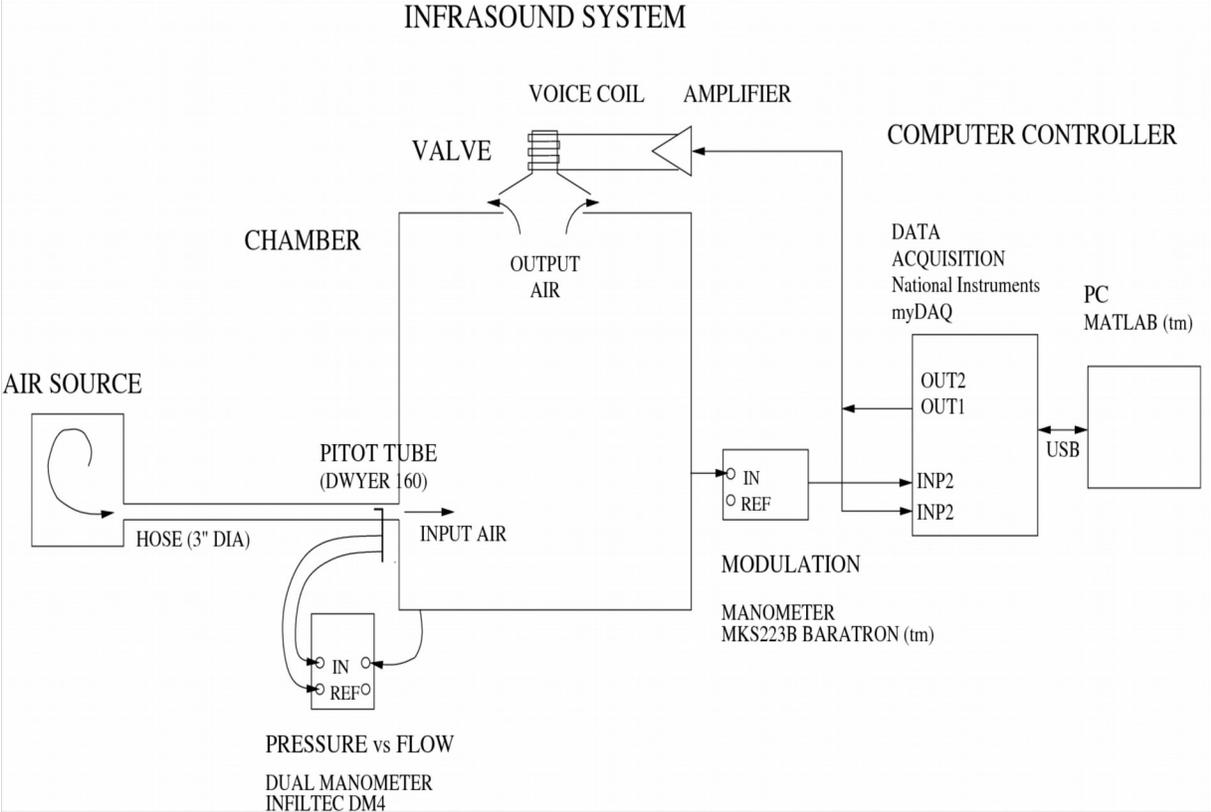 INFRASOUND SYSTEM
VOICE COIL
AMPLIFIER
VALVE
COMPUTER CONTROLLER
CHAMBER
OUTPUT
AIR
DATA
ACQUISITION
National Instruments
myDAQ
PC
MATLAB (tm)
AIR SOURCE
OUT2
OUT1
USB
INP2
INP2
PITOT TUBE
(DWYER 160)
IN
REF
HOSE (3" DIA)
INPUT AIR
MODULATION
MANOMETER
MKS223B BARATRON (tm)
IN
REF
PRESSURE vs FLOW
DUAL MANOMETER
INFILTEC DM4